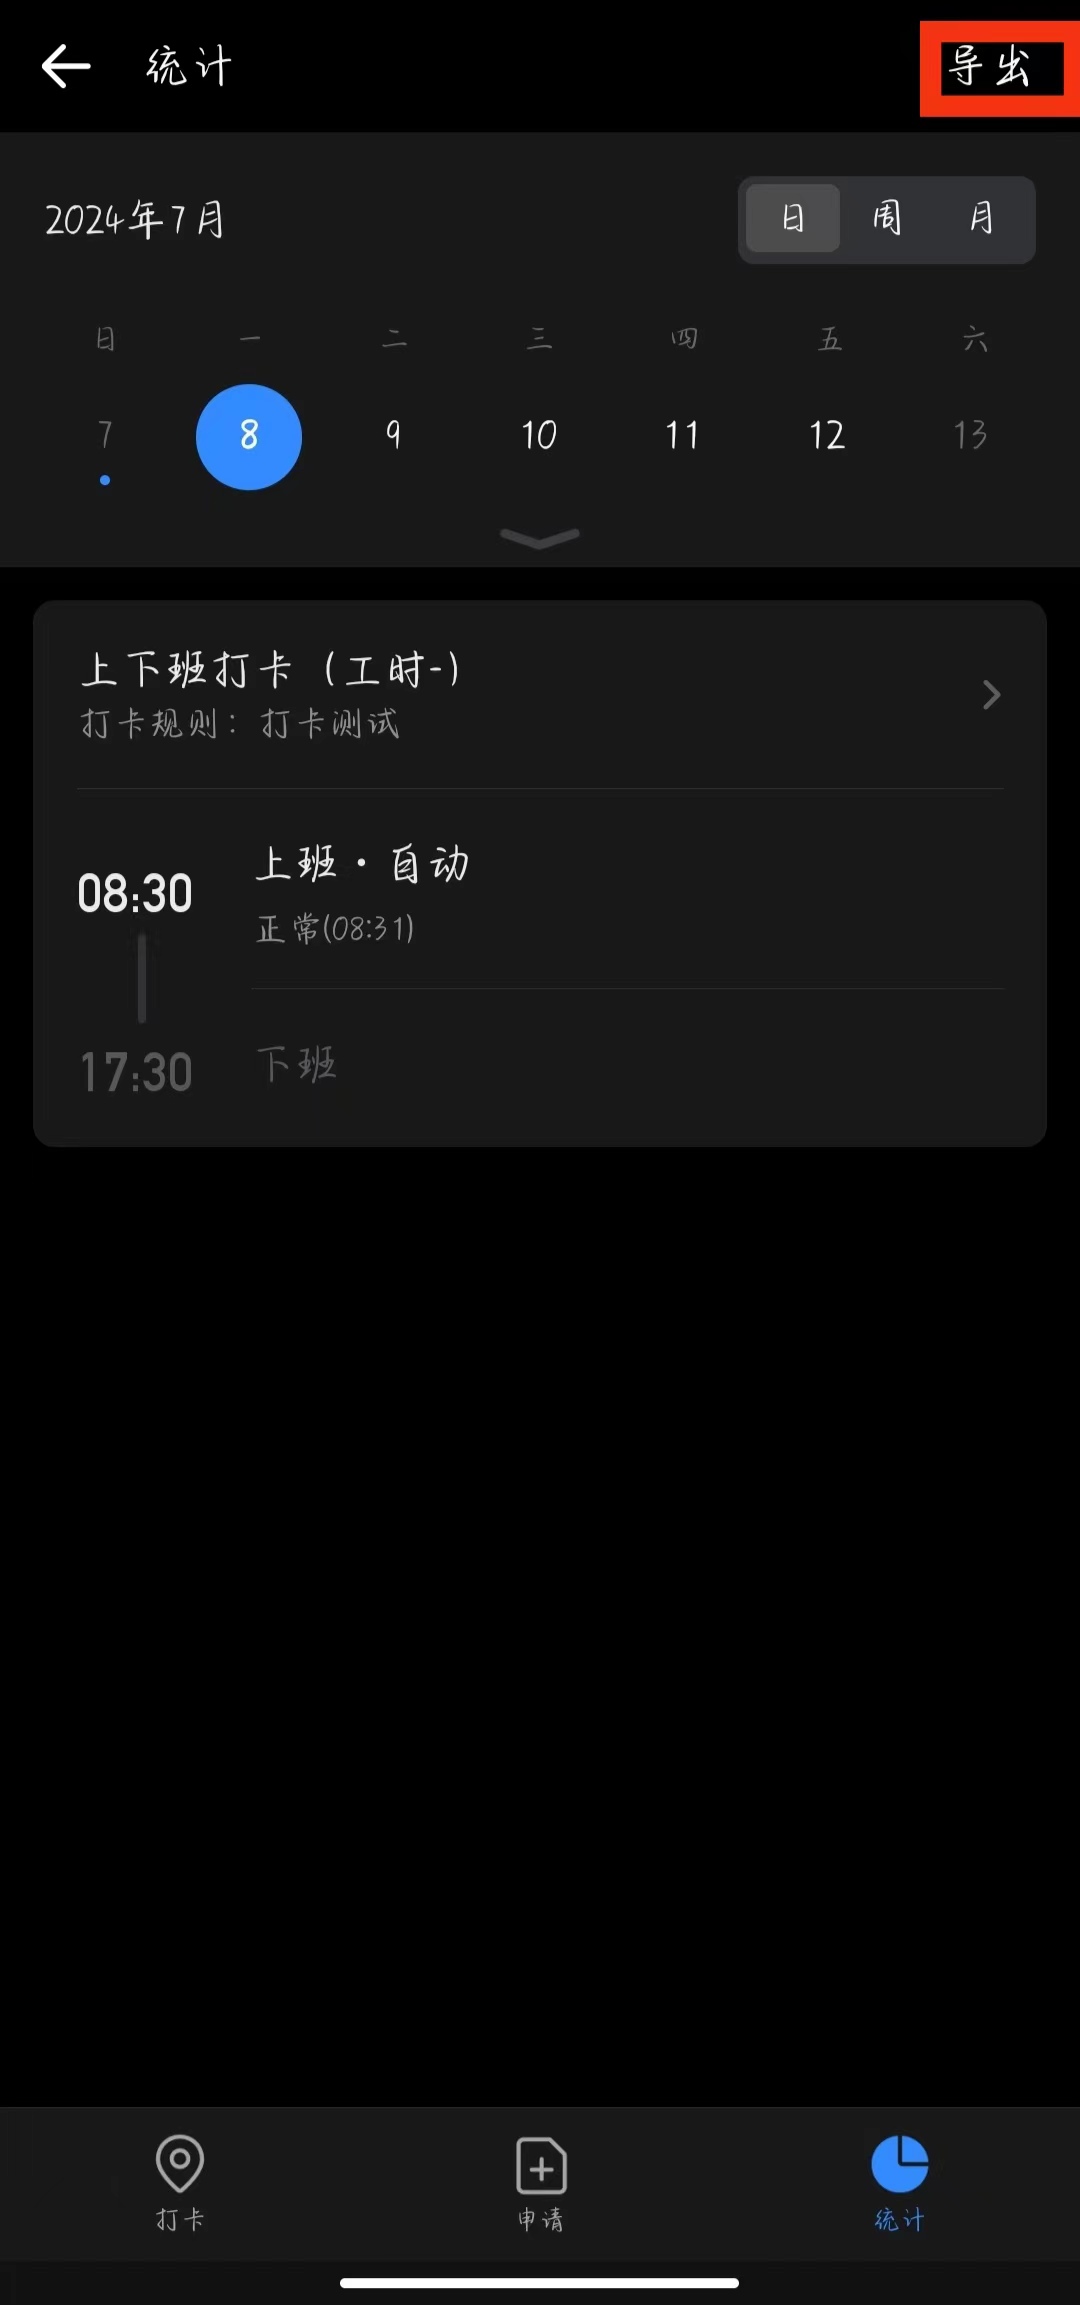 统计
导出
2024年7月
日 周 月
日 一 二 三 四 五 六
7 8 9 10 11 12 13
上下班打卡（工时-）
打卡规则：打卡测试
08:30
上班·自动
正常(08:31)
17:30
下班
打卡 申请 统计